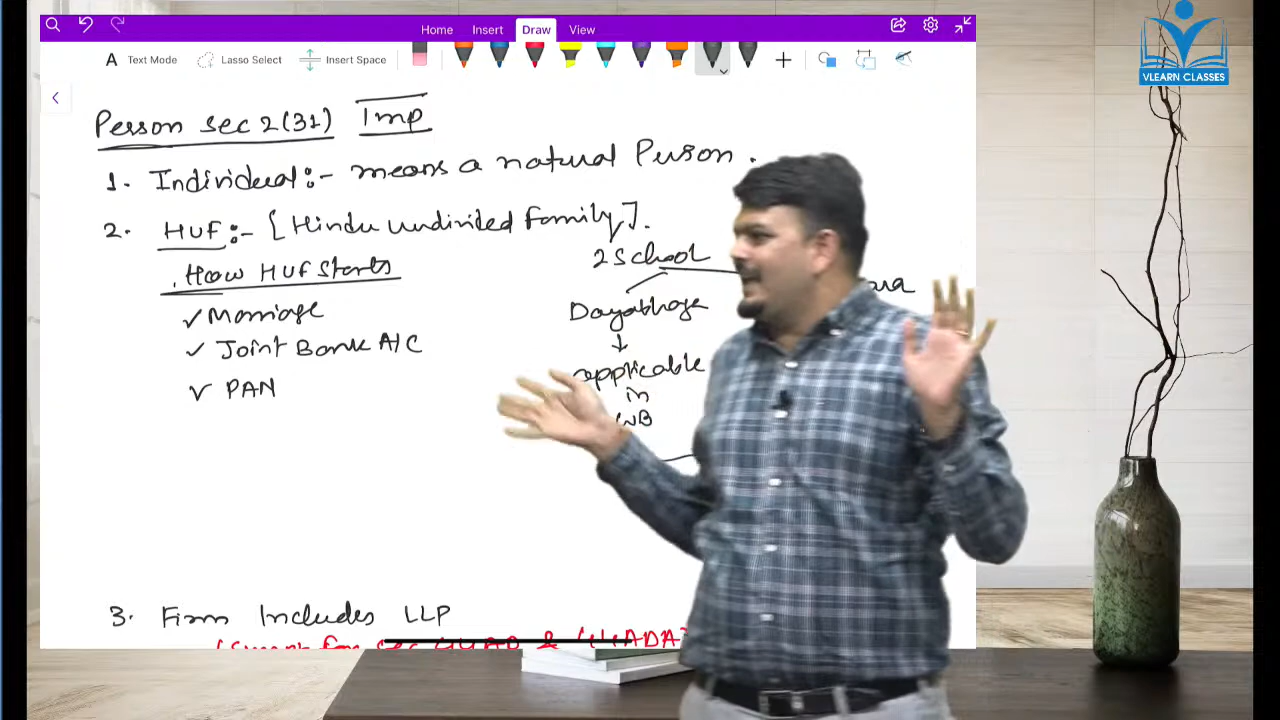 Home Insert Draw View
Text Mode Lasso Select Insert Space
VLEARN CLASSES
Person Sec 2(31) Imp
1. Individual :- means a natural Person.
2. HUF :- [Hindu undivided Family].
How HUF Starts
✓ Marriage
✓ Joint Bank A/C
✓ PAN
2 School
Dayabhaga
↓
applicable
in
WB
3. Firm Includes LLP